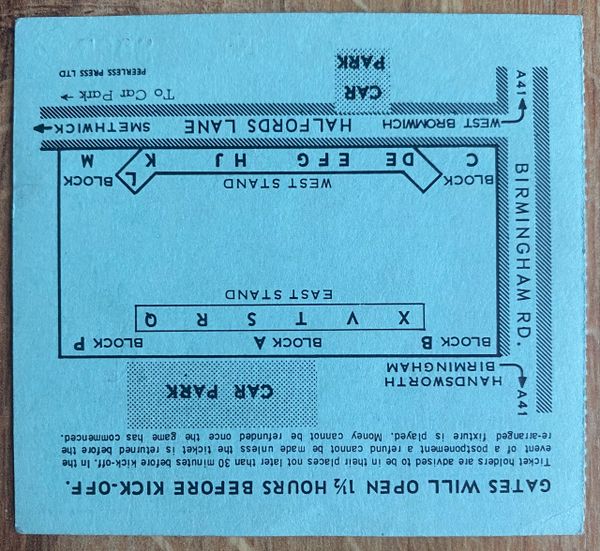 GATES WILL OPEN 1½ HOURS BEFORE KICK-OFF.
Ticket holders are advised to be in their places not later than 30 minutes before kick-off. In the
event of a postponement a refund cannot be made unless the ticket is returned before the
re-arranged fixture is played. Money cannot be refunded once the game has commenced.
A41
HANDSWORTH
BIRMINGHAM
CAR PARK
BLOCK B
BLOCK A
BLOCK P
X V T S R Q
EAST STAND
BIRMINGHAM RD.
WEST STAND
BLOCK C
D E F G H J K
L
BLOCK M
WEST BROMWICH
HALFORDS LANE
SMETHWICK
A41
CAR
PARK
To Car Park
PEERLESS PRESS LTD